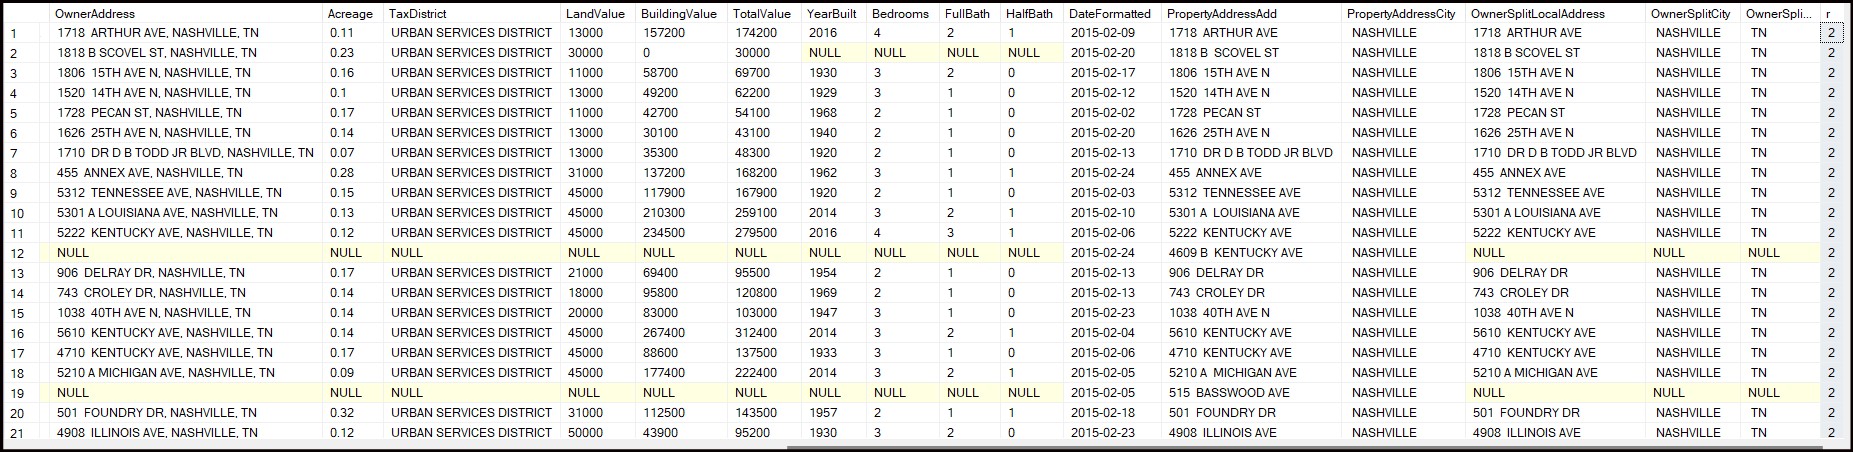 OwnerAddress Acreage TaxDistrict LandValue BuildingValue TotalValue YearBuilt Bedrooms FullBath HalfBath DateFormatted PropertyAddressAdd PropertyAddressCity OwnerSplitLocalAddress OwnerSplitCity OwnerSpli... r
1 1718 ARTHUR AVE, NASHVILLE, TN 0.11 URBAN SERVICES DISTRICT 13000 157200 174200 2016 4 2 1 2015-02-09 1718 ARTHUR AVE NASHVILLE 1718 ARTHUR AVE NASHVILLE TN 2
2 1818 B SCOVEL ST, NASHVILLE, TN 0.23 URBAN SERVICES DISTRICT 30000 0 30000 NULL NULL NULL NULL 2015-02-20 1818 B SCOVEL ST NASHVILLE 1818 B SCOVEL ST NASHVILLE TN 2
3 1806 15TH AVE N, NASHVILLE, TN 0.16 URBAN SERVICES DISTRICT 11000 58700 69700 1930 3 2 0 2015-02-17 1806 15TH AVE N NASHVILLE 1806 15TH AVE N NASHVILLE TN 2
4 1520 14TH AVE N, NASHVILLE, TN 0.1 URBAN SERVICES DISTRICT 13000 49200 62200 1929 3 1 0 2015-02-12 1520 14TH AVE N NASHVILLE 1520 14TH AVE N NASHVILLE TN 2
5 1728 PECAN ST, NASHVILLE, TN 0.17 URBAN SERVICES DISTRICT 11000 42700 54100 1968 2 1 0 2015-02-02 1728 PECAN ST NASHVILLE 1728 PECAN ST NASHVILLE TN 2
6 1626 25TH AVE N, NASHVILLE, TN 0.14 URBAN SERVICES DISTRICT 13000 30100 43100 1940 2 1 0 2015-02-20 1626 25TH AVE N NASHVILLE 1626 25TH AVE N NASHVILLE TN 2
7 1710 DR D B TODD JR BLVD, NASHVILLE, TN 0.07 URBAN SERVICES DISTRICT 13000 35300 48300 1920 2 1 0 2015-02-13 1710 DR D B TODD JR BLVD NASHVILLE 1710 DR D B TODD JR BLVD NASHVILLE TN 2
8 455 ANNEX AVE, NASHVILLE, TN 0.28 URBAN SERVICES DISTRICT 31000 137200 168200 1962 3 1 1 2015-02-24 455 ANNEX AVE NASHVILLE 455 ANNEX AVE NASHVILLE TN 2
9 5312 TENNESSEE AVE, NASHVILLE, TN 0.15 URBAN SERVICES DISTRICT 45000 117900 167900 1920 2 1 0 2015-02-03 5312 TENNESSEE AVE NASHVILLE 5312 TENNESSEE AVE NASHVILLE TN 2
10 5301 A LOUISIANA AVE, NASHVILLE, TN 0.13 URBAN SERVICES DISTRICT 45000 210300 259100 2014 3 2 1 2015-02-10 5301 A LOUISIANA AVE NASHVILLE 5301 A LOUISIANA AVE NASHVILLE TN 2
11 5222 KENTUCKY AVE, NASHVILLE, TN 0.12 URBAN SERVICES DISTRICT 45000 234500 279500 2016 4 3 1 2015-02-06 5222 KENTUCKY AVE NASHVILLE 5222 KENTUCKY AVE NASHVILLE TN 2
12 NULL NULL NULL NULL NULL NULL NULL NULL NULL NULL 2015-02-24 4609 B KENTUCKY AVE NASHVILLE NULL NULL NULL 2
13 906 DELRAY DR, NASHVILLE, TN 0.17 URBAN SERVICES DISTRICT 21000 69400 95500 1954 2 1 0 2015-02-13 906 DELRAY DR NASHVILLE 906 DELRAY DR NASHVILLE TN 2
14 743 CROLEY DR, NASHVILLE, TN 0.14 URBAN SERVICES DISTRICT 18000 95800 120800 1969 2 1 0 2015-02-13 743 CROLEY DR NASHVILLE 743 CROLEY DR NASHVILLE TN 2
15 1038 40TH AVE N, NASHVILLE, TN 0.14 URBAN SERVICES DISTRICT 20000 83000 103000 1947 3 1 0 2015-02-23 1038 40TH AVE N NASHVILLE 1038 40TH AVE N NASHVILLE TN 2
16 5610 KENTUCKY AVE, NASHVILLE, TN 0.14 URBAN SERVICES DISTRICT 45000 267400 312400 2014 3 2 1 2015-02-04 5610 KENTUCKY AVE NASHVILLE 5610 KENTUCKY AVE NASHVILLE TN 2
17 4710 KENTUCKY AVE, NASHVILLE, TN 0.17 URBAN SERVICES DISTRICT 45000 88600 137500 1933 3 1 0 2015-02-06 4710 KENTUCKY AVE NASHVILLE 4710 KENTUCKY AVE NASHVILLE TN 2
18 5210 A MICHIGAN AVE, NASHVILLE, TN 0.09 URBAN SERVICES DISTRICT 45000 177400 222400 2014 3 2 1 2015-02-05 5210 A MICHIGAN AVE NASHVILLE 5210 A MICHIGAN AVE NASHVILLE TN 2
19 NULL NULL NULL NULL NULL NULL NULL NULL NULL NULL 2015-02-05 515 BASSWOOD AVE NASHVILLE NULL NULL NULL 2
20 501 FOUNDRY DR, NASHVILLE, TN 0.32 URBAN SERVICES DISTRICT 31000 112500 143500 1957 2 1 1 2015-02-18 501 FOUNDRY DR NASHVILLE 501 FOUNDRY DR NASHVILLE TN 2
21 4908 ILLINOIS AVE, NASHVILLE, TN 0.12 URBAN SERVICES DISTRICT 50000 43900 95200 1930 3 2 0 2015-02-23 4908 ILLINOIS AVE NASHVILLE 4908 ILLINOIS AVE NASHVILLE TN 2